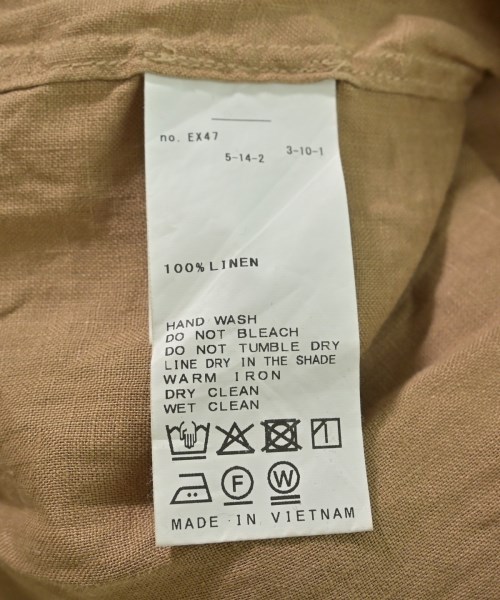 no. EX47
5-14-2 3-10-1
100% LINEN
HAND WASH
DO NOT BLEACH
DO NOT TUMBLE DRY
LINE DRY IN THE SHADE
WARM IRON
DRY CLEAN
WET CLEAN
F W
MADE IN VIETNAM